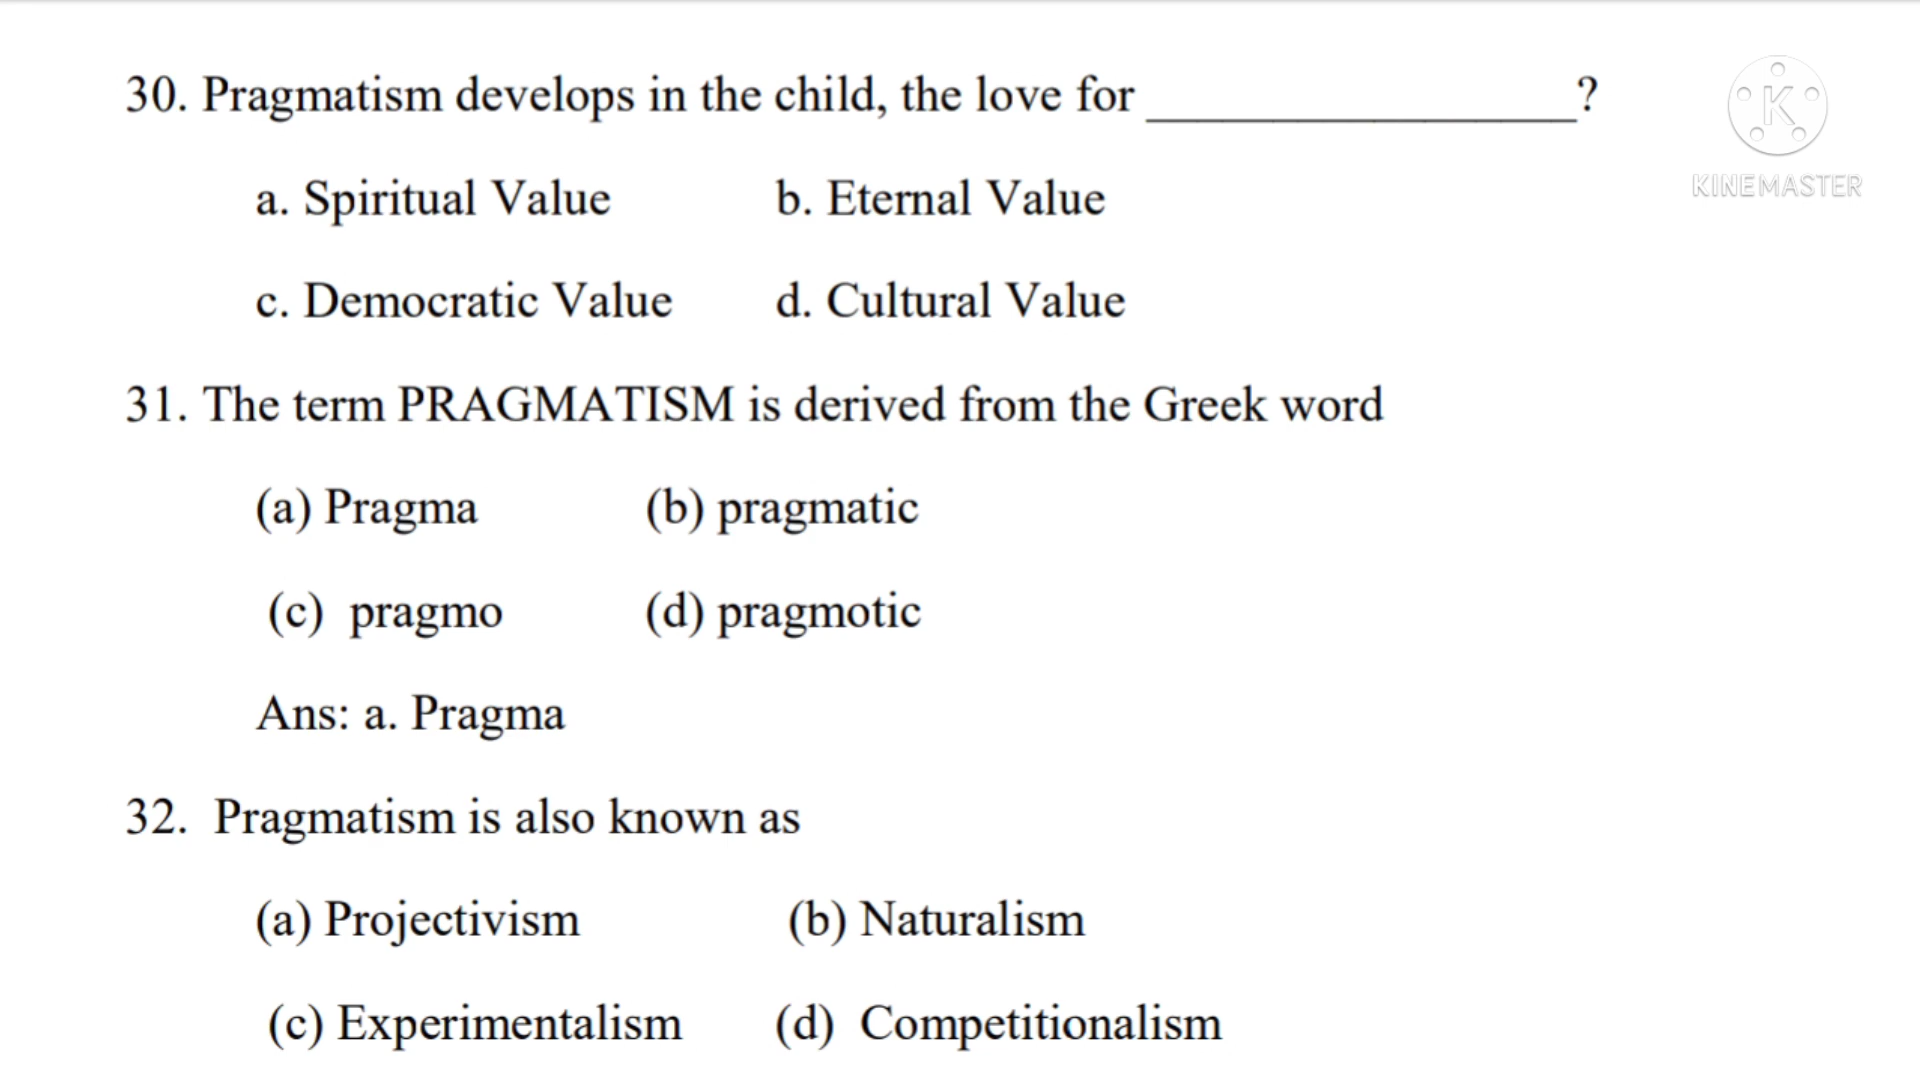 30. Pragmatism develops in the child, the love for _________________?
KINEMASTER
a. Spiritual Value b. Eternal Value
c. Democratic Value d. Cultural Value
31. The term PRAGMATISM is derived from the Greek word
(a) Pragma (b) pragmatic
(c) pragmo (d) pragmotic
Ans: a. Pragma
32. Pragmatism is also known as
(a) Projectivism (b) Naturalism
(c) Experimentalism (d) Competitionalism